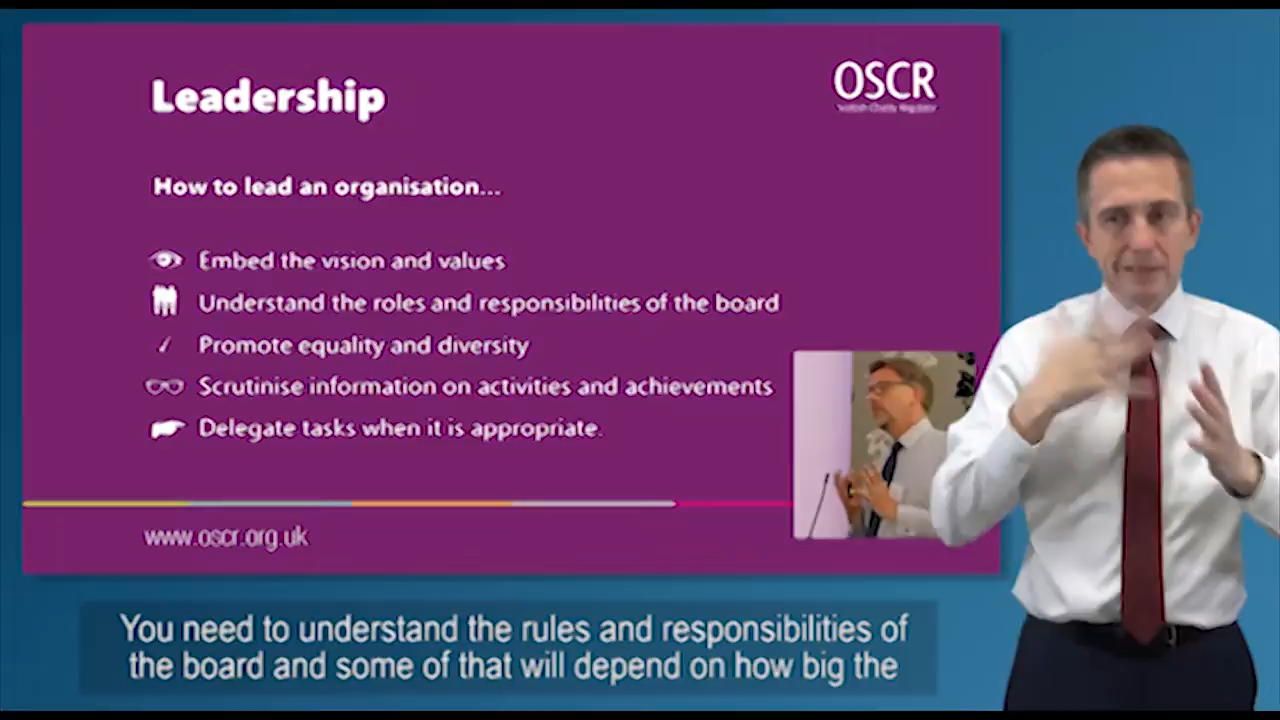 Leadership
OSCR
Scottish Charity Regulator
How to lead an organisation...
Embed the vision and values
Understand the roles and responsibilities of the board
Promote equality and diversity
Scrutinise information on activities and achievements
Delegate tasks when it is appropriate.
www.oscr.org.uk
You need to understand the rules and responsibilities of
the board and some of that will depend on how big the